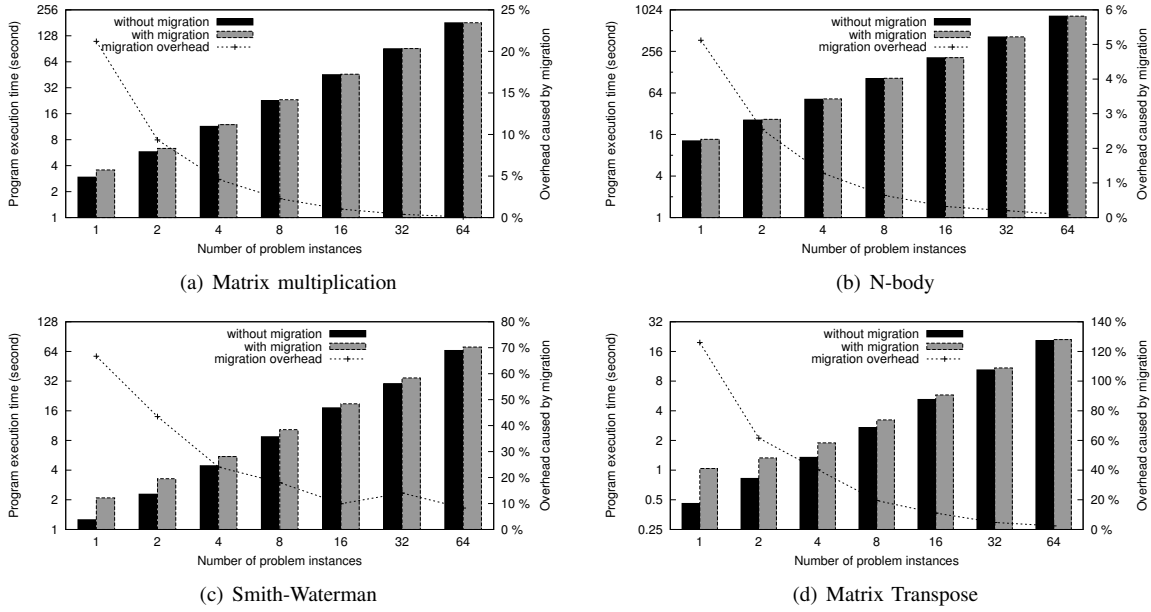 256
128
64
32
16
8
4
2
1
25 %
20 %
15 %
10 %
5 %
0 %
1 2 4 8 16 32 64
Program execution time (second)
Overhead caused by migration
Number of problem instances
without migration
with migration
migration overhead
(a) Matrix multiplication
1024
256
64
16
4
1
6 %
5 %
4 %
3 %
2 %
1 %
0 %
1 2 4 8 16 32 64
Program execution time (second)
Overhead caused by migration
Number of problem instances
without migration
with migration
migration overhead
(b) N-body
128
64
32
16
8
4
2
1
80 %
70 %
60 %
50 %
40 %
30 %
20 %
10 %
0 %
1 2 4 8 16 32 64
Program execution time (second)
Overhead caused by migration
Number of problem instances
without migration
with migration
migration overhead
(c) Smith-Waterman
32
16
8
4
2
1
0.5
0.25
140 %
120 %
100 %
80 %
60 %
40 %
20 %
0 %
1 2 4 8 16 32 64
Program execution time (second)
Overhead caused by migration
Number of problem instances
without migration
with migration
migration overhead
(d) Matrix Transpose